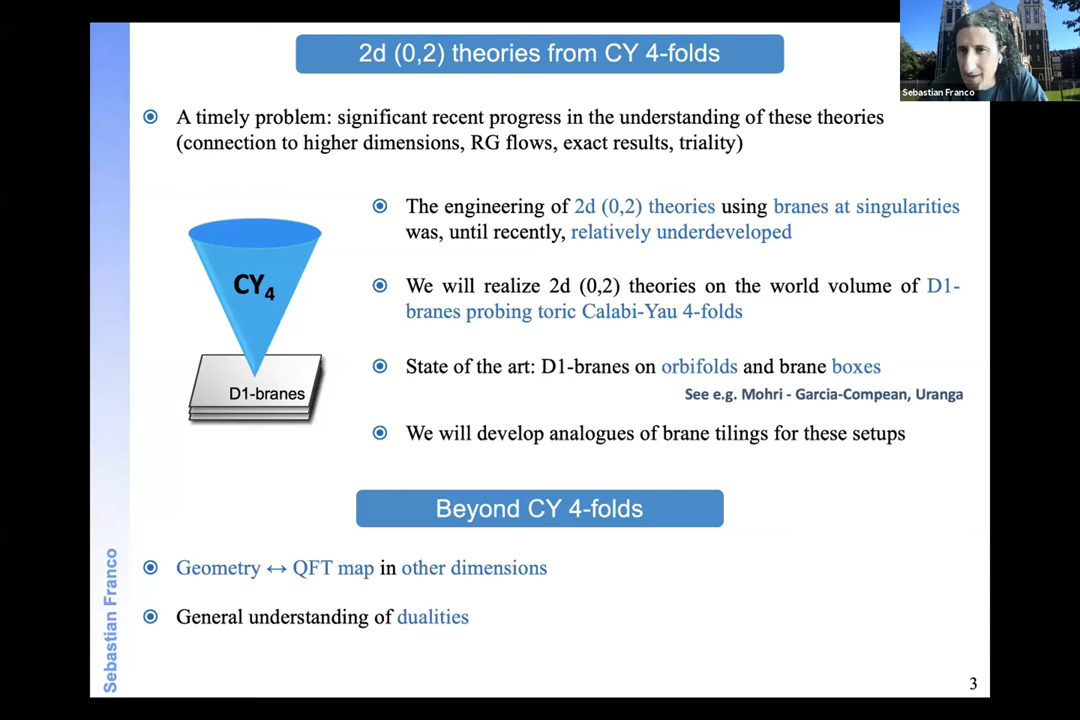 2d (0,2) theories from CY 4-folds
Sebastian Franco
A timely problem: significant recent progress in the understanding of these theories
(connection to higher dimensions, RG flows, exact results, triality)
The engineering of 2d (0,2) theories using branes at singularities
was, until recently, relatively underdeveloped
We will realize 2d (0,2) theories on the world volume of D1-
branes probing toric Calabi-Yau 4-folds
CY4
D1-branes
State of the art: D1-branes on orbifolds and brane boxes
See e.g. Mohri - Garcia-Compean, Uranga
We will develop analogues of brane tilings for these setups
Beyond CY 4-folds
Geometry ↔ QFT map in other dimensions
General understanding of dualities
Sebastian Franco
3